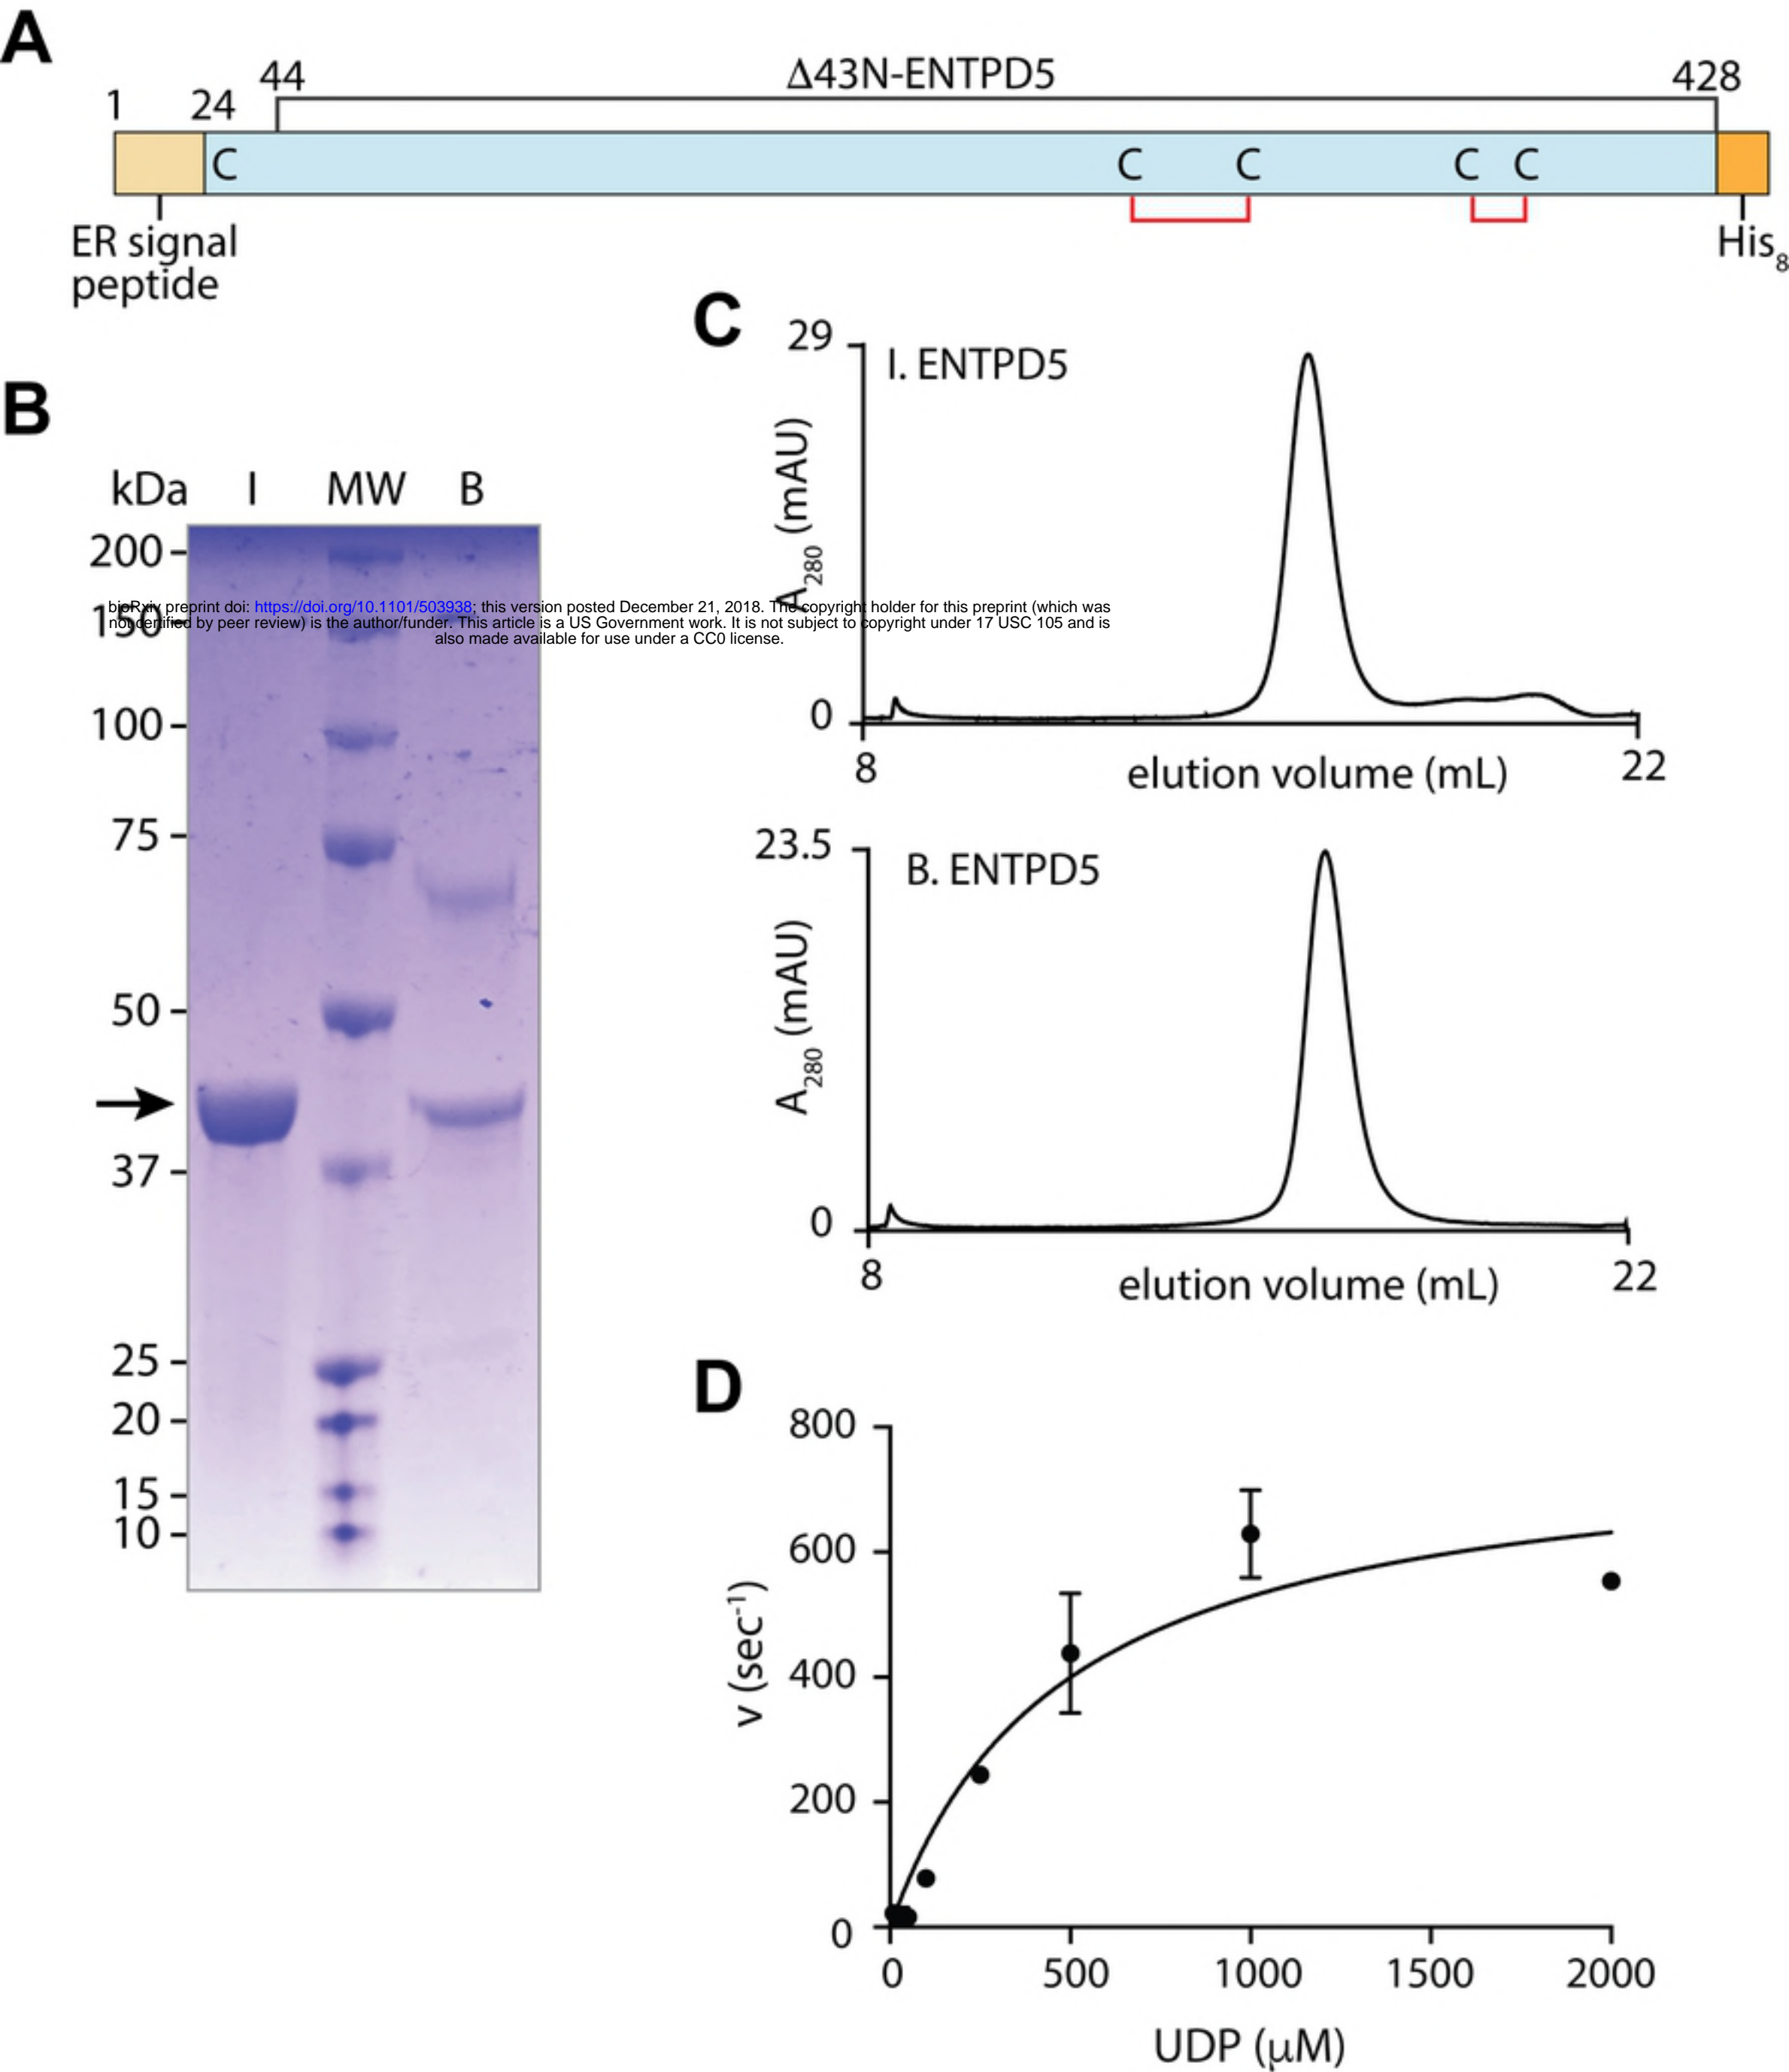 A
44 Δ43N-ENTPD5 428
1 24
C C C C C
ER signal
peptide
His8
B
kDa I MW B
200
150
100
75
50
37
25
20
15
10
bioRxiv preprint doi: https://doi.org/10.1101/503938; this version posted December 21, 2018. The copyright holder for this preprint (which was
not certified by peer review) is the author/funder. This article is a US Government work. It is not subject to copyright under 17 USC 105 and is
also made available for use under a CC0 license.
C
29
I. ENTPD5
A280 (mAU)
0
8 22
elution volume (mL)
23.5
B. ENTPD5
A280 (mAU)
0
8 22
elution volume (mL)
D
800
600
400
200
0
v (sec-1)
0 500 1000 1500 2000
UDP (μM)